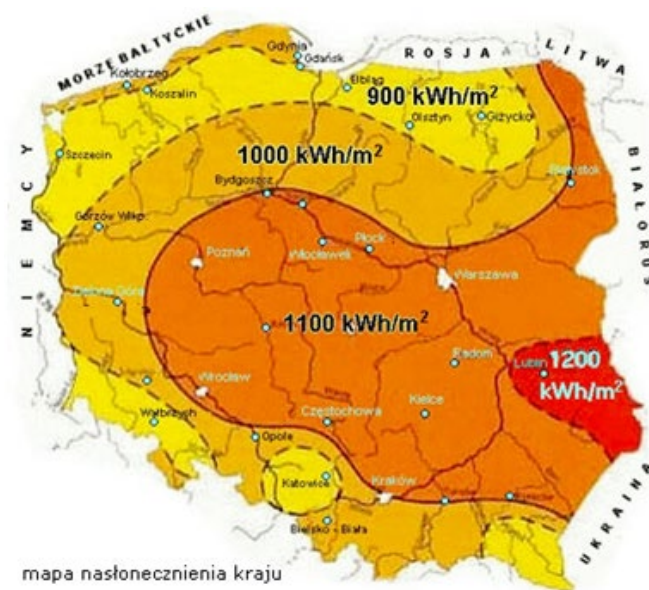 MORZE BAŁTYCKIE
ROSJA
LITWA
Gdynia
Gdańsk
Kołobrzeg
Koszalin
Elbląg
900 kWh/m²
Olsztyn
Giżycko
Szczecin
1000 kWh/m²
NIEMCY
BIAŁORUŚ
Białystok
Bydgoszcz
Gorzów Wlkp.
Poznań
Włocławek
Płock
Warszawa
Zielona Góra
1100 kWh/m²
Radom
Lublin
1200
kWh/m²
Wrocław
Kielce
Wałbrzych
Częstochowa
Opole
Katowice
Kraków
Tarnów
Rzeszów
Bielsko - Biała
UKRAINA
mapa nasłonecznienia kraju